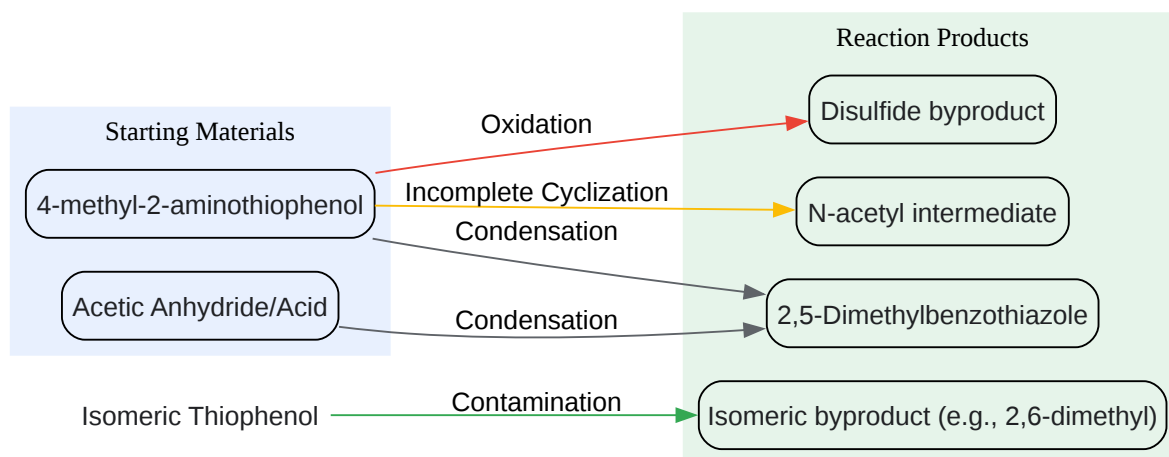 Reaction Products
Disulfide byproduct
Oxidation
Starting Materials
4-methyl-2-aminothiophenol
Incomplete Cyclization
N-acetyl intermediate
Condensation
Acetic Anhydride/Acid
Condensation
2,5-Dimethylbenzothiazole
Isomeric Thiophenol
Contamination
Isomeric byproduct (e.g., 2,6-dimethyl)